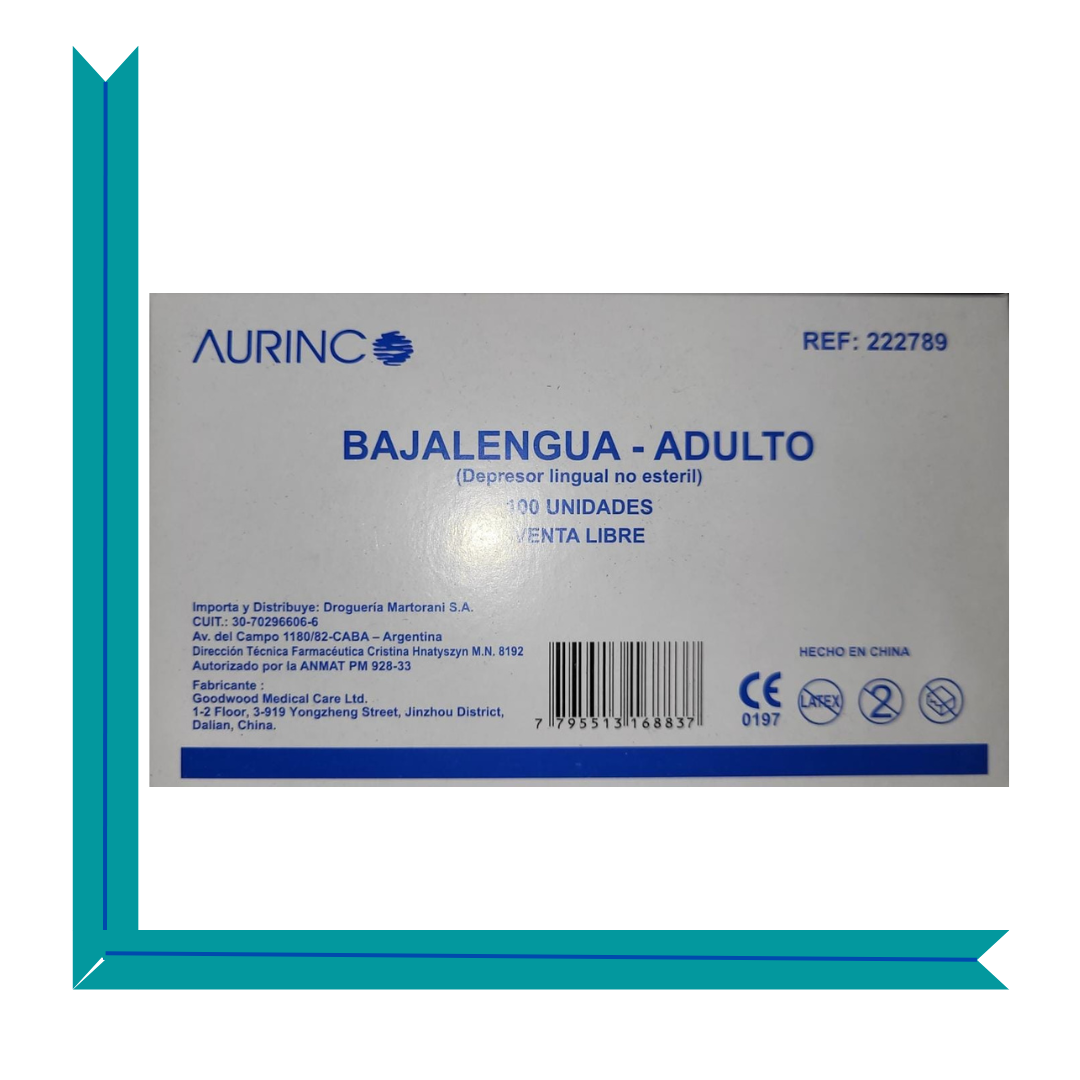 AURINCO
REF: 222789
BAJALENGUA - ADULTO
(Depresor lingual no esteril)
100 UNIDADES
VENTA LIBRE
Importa y Distribuye: Droguería Martorani S.A.
CUIT.: 30-70296606-6
Av. del Campo 1180/82-CABA – Argentina
Dirección Técnica Farmacéutica Cristina Hnatyszyn M.N. 8192
Autorizado por la ANMAT PM 928-33
Fabricante :
Goodwood Medical Care Ltd.
1-2 Floor, 3-919 Yongzheng Street, Jinzhou District,
Dalian, China.
7 795513 168837
HECHO EN CHINA
CE
0197
LATEX
2